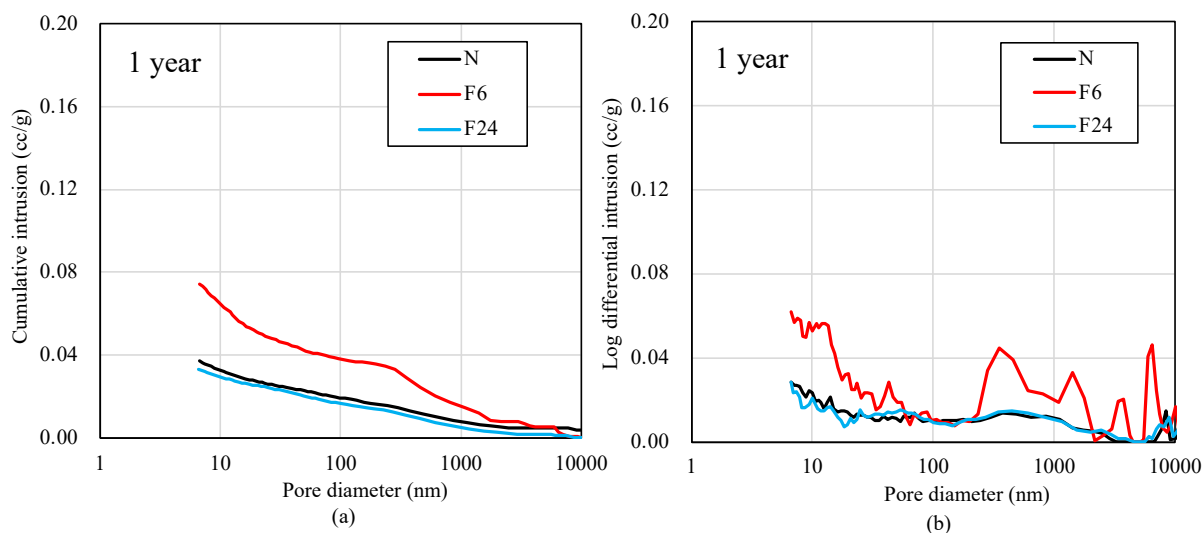 0.20
0.16
0.12
0.08
0.04
0.00
Cumulative intrusion (cc/g)
1 year
N
F6
F24
1 10 100 1000 10000
Pore diameter (nm)
(a)
0.20
0.16
0.12
0.08
0.04
0.00
Log differential intrusion (cc/g)
1 year
N
F6
F24
1 10 100 1000 10000
Pore diameter (nm)
(b)